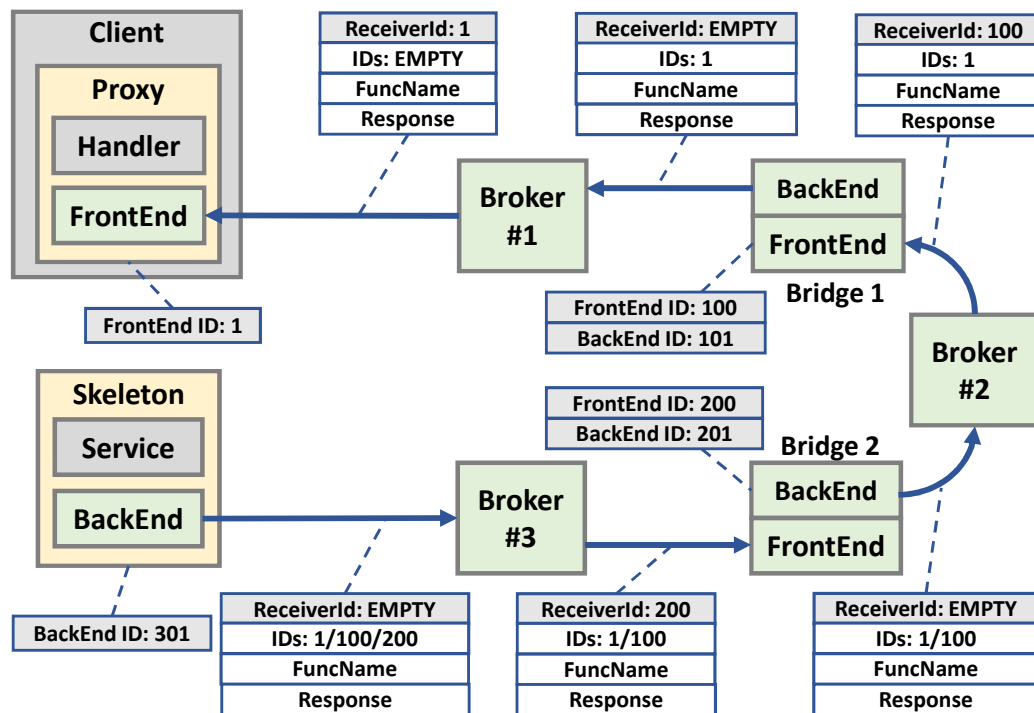 Client
Proxy
Handler
FrontEnd
FrontEnd ID: 1
ReceiverId: 1
IDs: EMPTY
FuncName
Response
Broker
#1
ReceiverId: EMPTY
IDs: 1
FuncName
Response
BackEnd
FrontEnd
Bridge 1
FrontEnd ID: 100
BackEnd ID: 101
ReceiverId: 100
IDs: 1
FuncName
Response
Broker
#2
Skeleton
Service
BackEnd
BackEnd ID: 301
Broker
#3
FrontEnd ID: 200
BackEnd ID: 201
Bridge 2
BackEnd
FrontEnd
ReceiverId: EMPTY
IDs: 1/100/200
FuncName
Response
ReceiverId: 200
IDs: 1/100
FuncName
Response
ReceiverId: EMPTY
IDs: 1/100
FuncName
Response